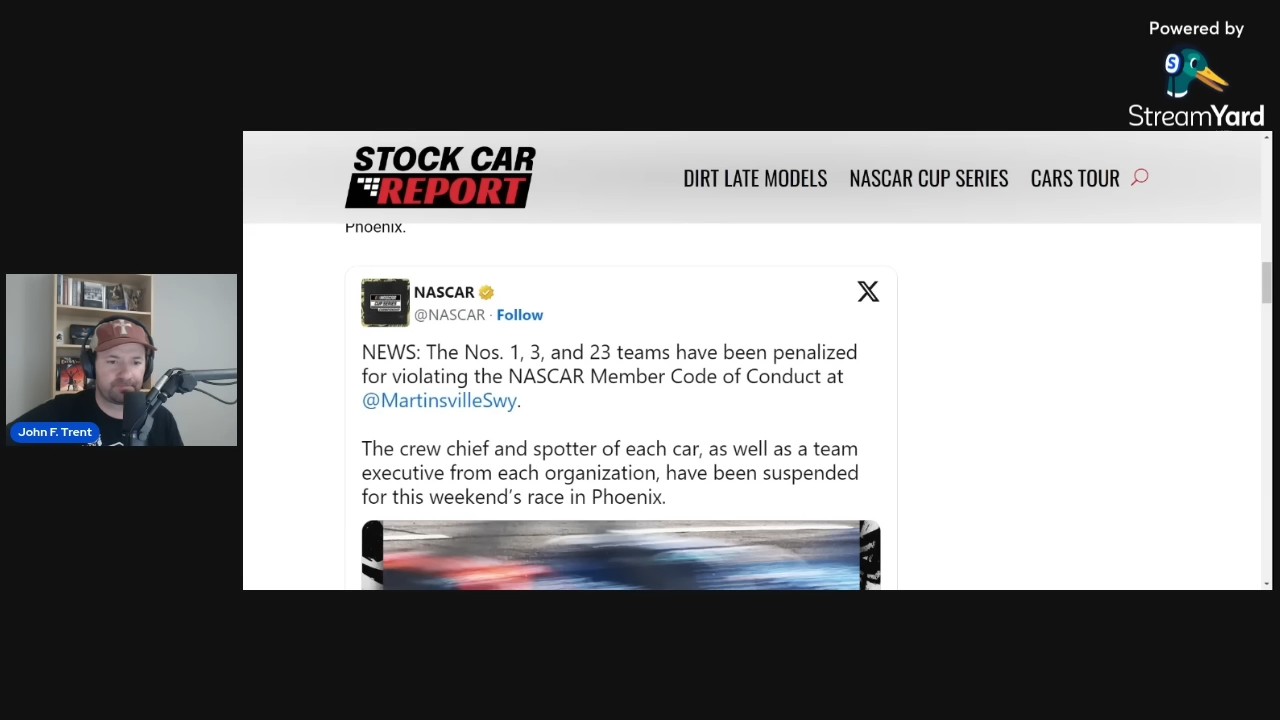 Powered by
StreamYard
STOCK CAR
REPORT
DIRT LATE MODELS NASCAR CUP SERIES CARS TOUR
Phoenix.
NASCAR
@NASCAR · Follow
NEWS: The Nos. 1, 3, and 23 teams have been penalized
for violating the NASCAR Member Code of Conduct at
@MartinsvilleSwy.
The crew chief and spotter of each car, as well as a team
executive from each organization, have been suspended
for this weekend's race in Phoenix.
John F. Trent